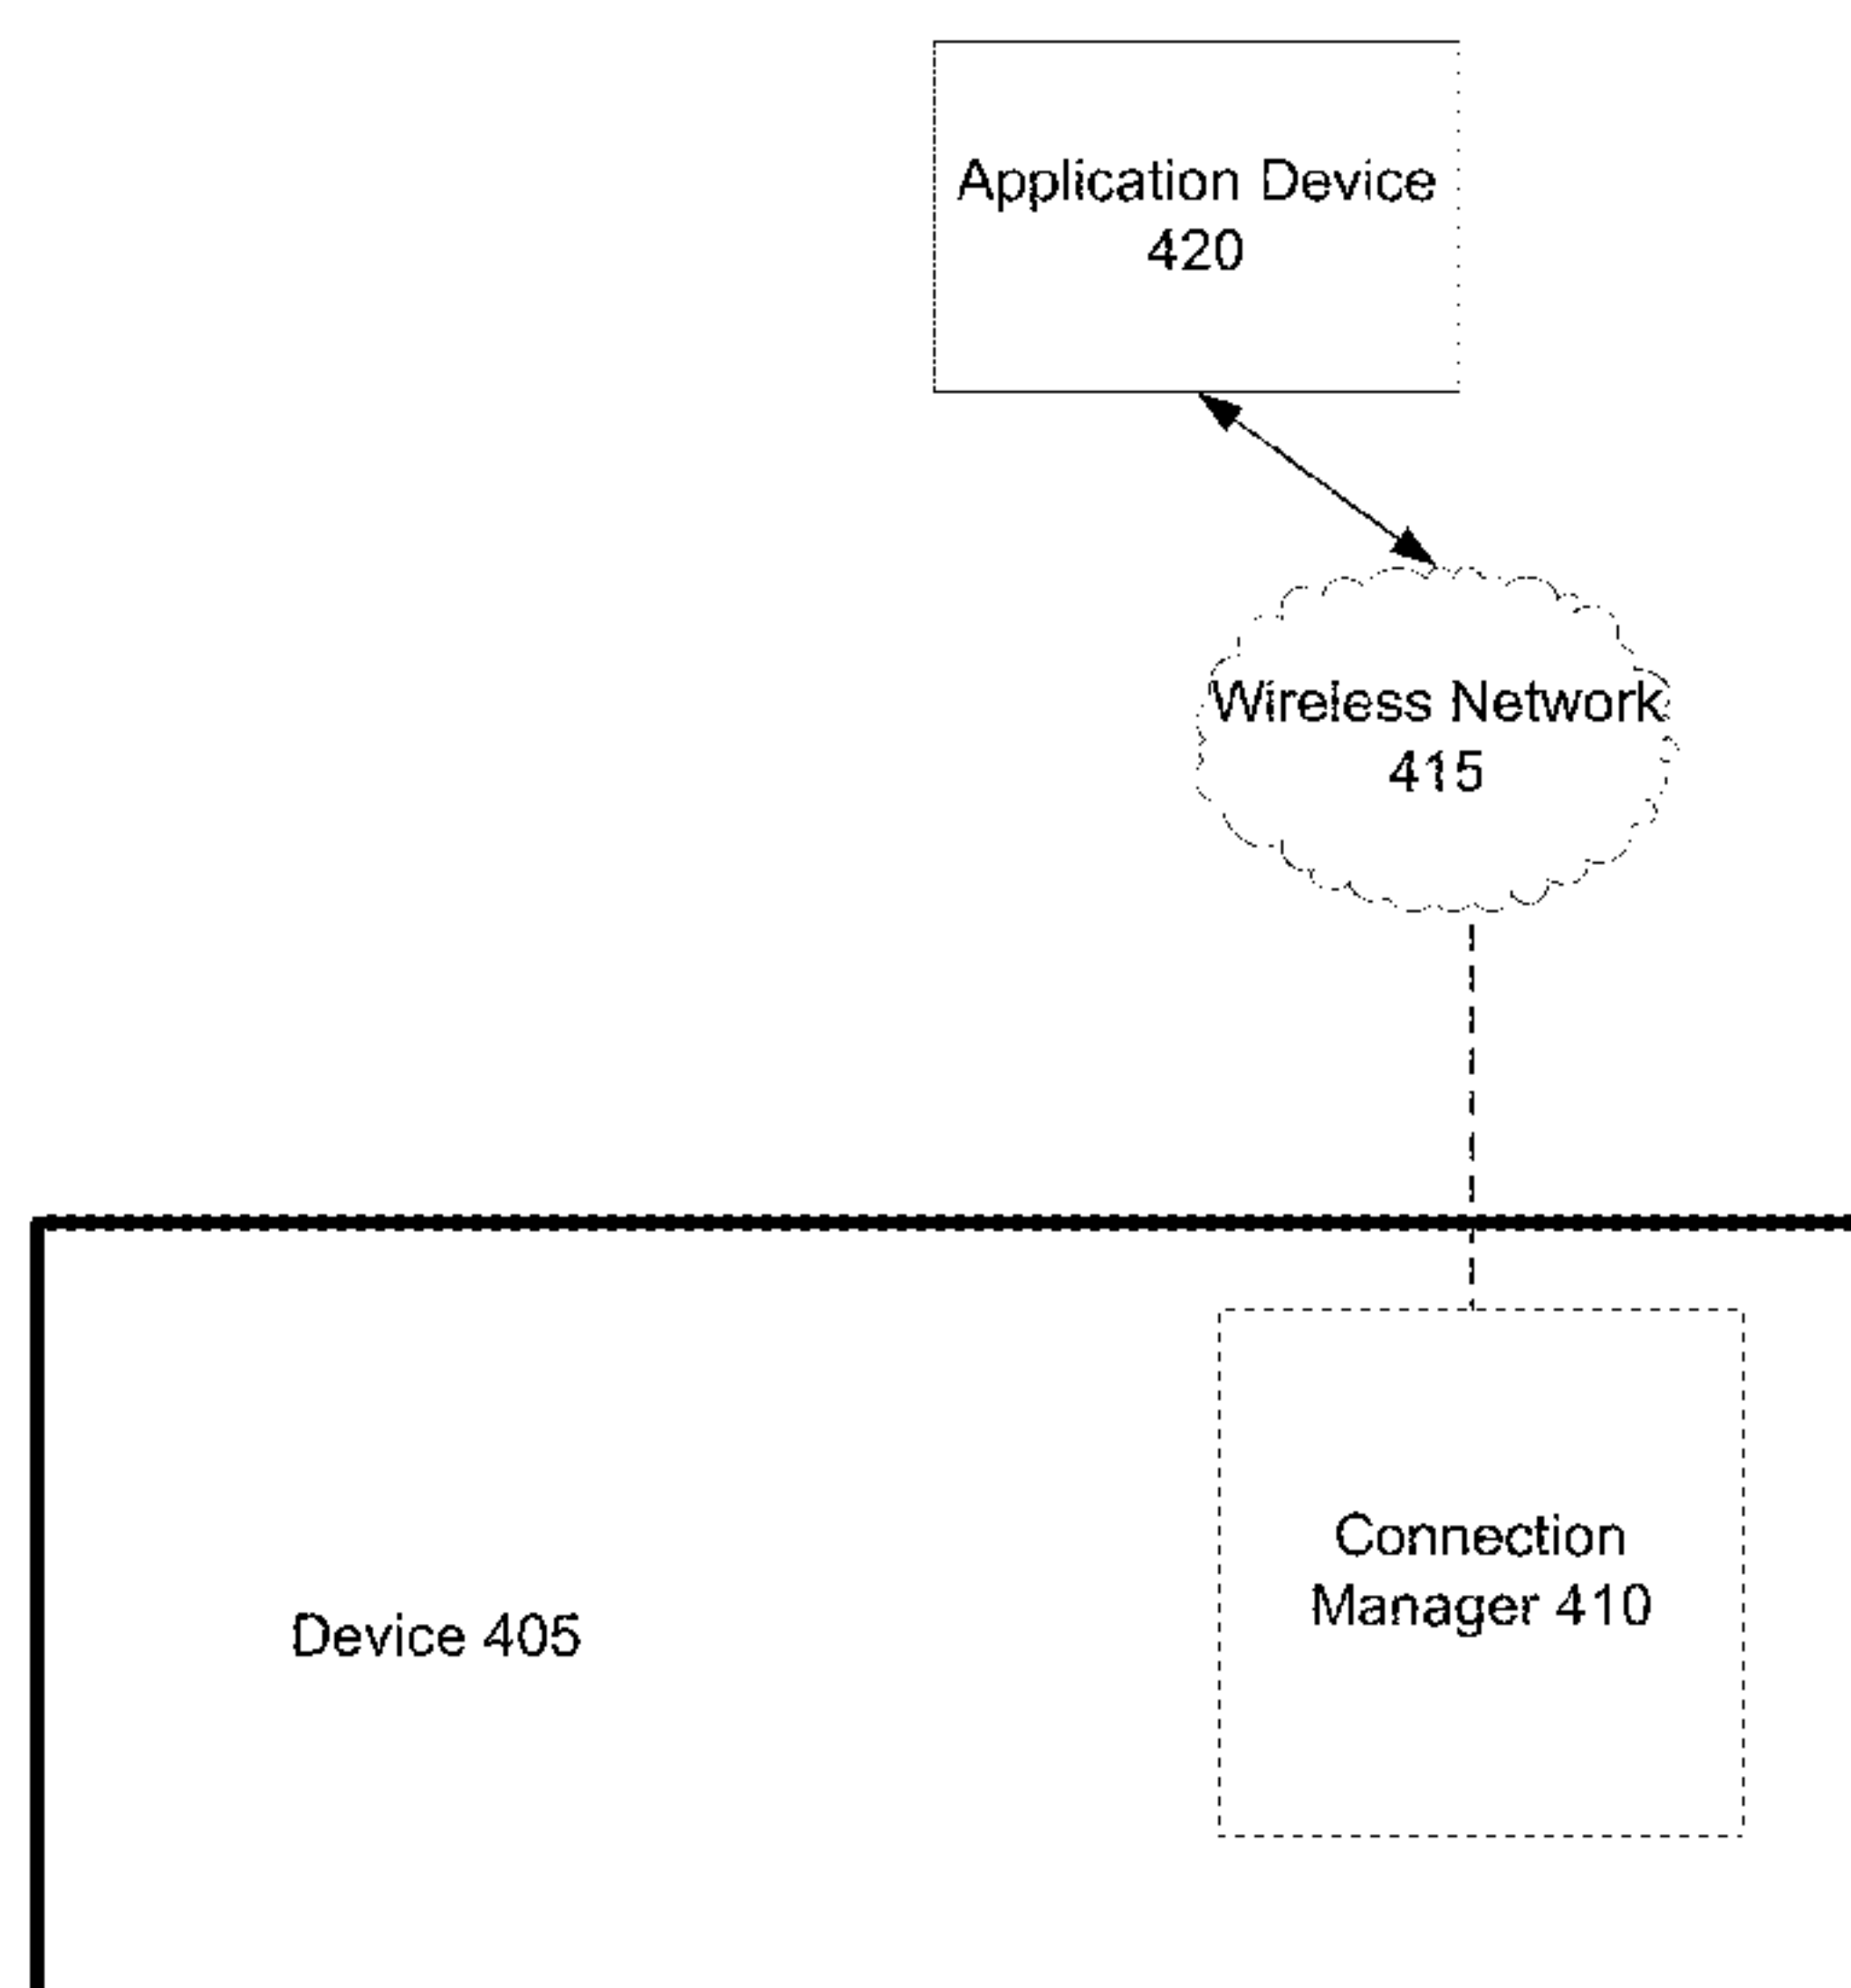 Application Device
420
Wireless Network
415
Connection
Manager 410
Device 405